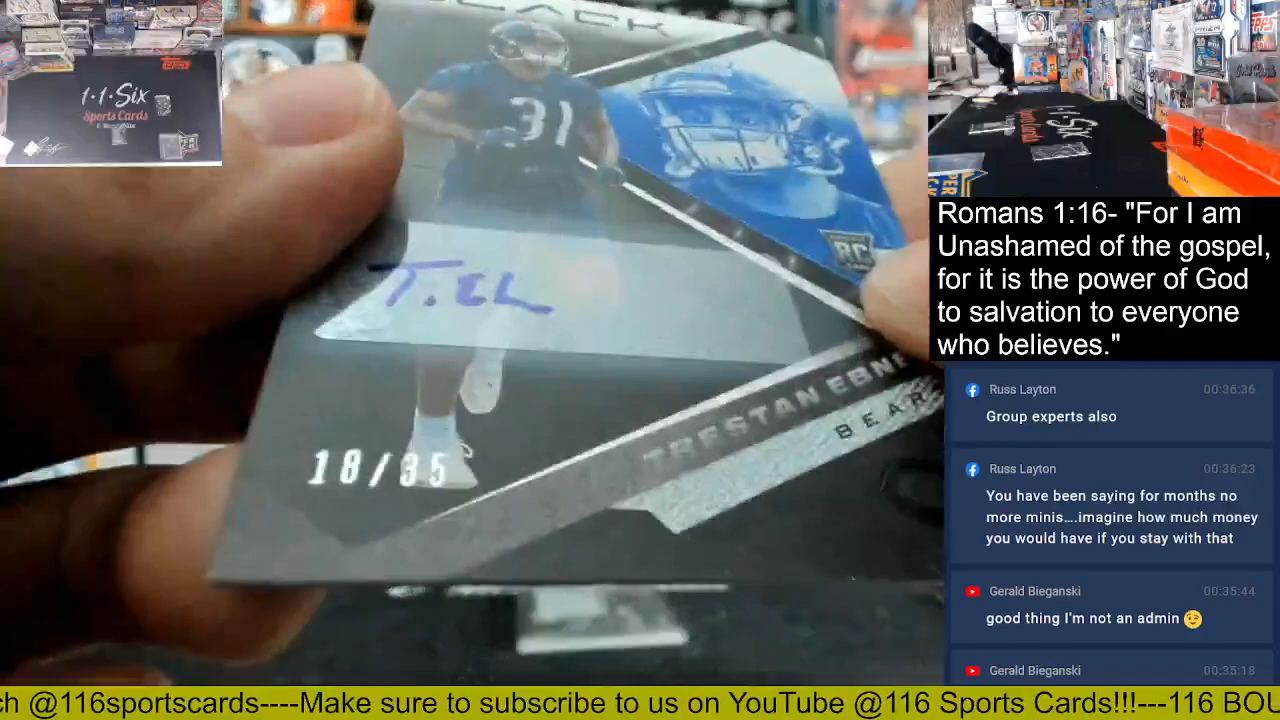 BLACK
31
RC
T.Eb
18/35
TRESTAN EBNE
BEAR
1·1·Six
Sports Cards
TOPPS
Romans 1:16- "For I am
Unashamed of the gospel,
for it is the power of God
to salvation to everyone
who believes."
Russ Layton 00:36:36
Group experts also
Russ Layton 00:36:23
You have been saying for months no
more minis....imagine how much money
you would have if you stay with that
Gerald Bieganski 00:35:44
good thing I'm not an admin 😉
Gerald Bieganski 00:35:18
ch @116sportscards----Make sure to subscribe to us on YouTube @116 Sports Cards!!!---116 BOU